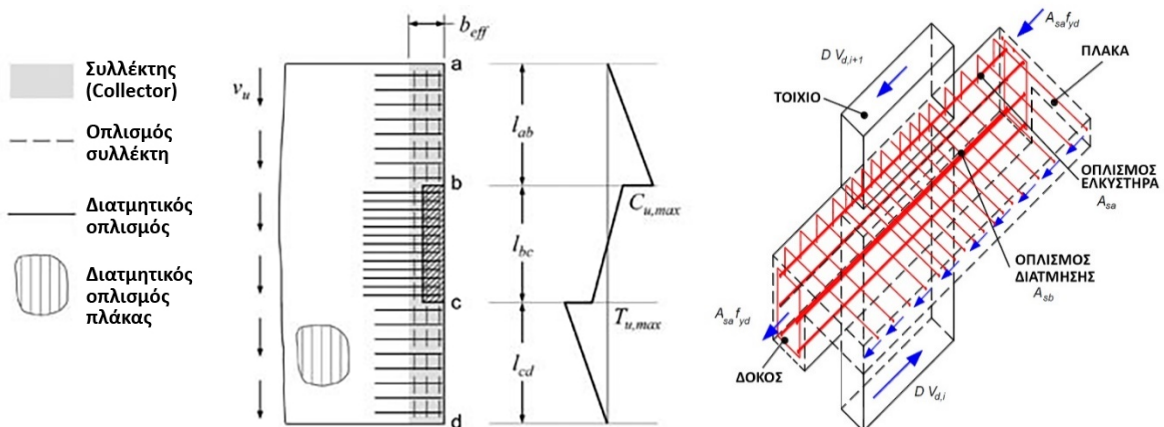 Συλλέκτης
(Collector)
Οπλισμός
συλλέκτη
Διατμητικός
οπλισμός
Διατμητικός
οπλισμός
πλάκας
b_eff
v_u
a
l_ab
b
C_u,max
l_bc
c
T_u,max
l_cd
d
A_sa f_yd
D V_d,i+1
ΠΛΑΚΑ
ΤΟΙΧΙΟ
ΟΠΛΙΣΜΟΣ
ΕΛΚΥΣΤΗΡΑ
A_sa
ΟΠΛΙΣΜΟΣ
ΔΙΑΤΜΗΣΗΣ
A_sb
A_sa f_yd
ΔΟΚΟΣ
D V_d,i